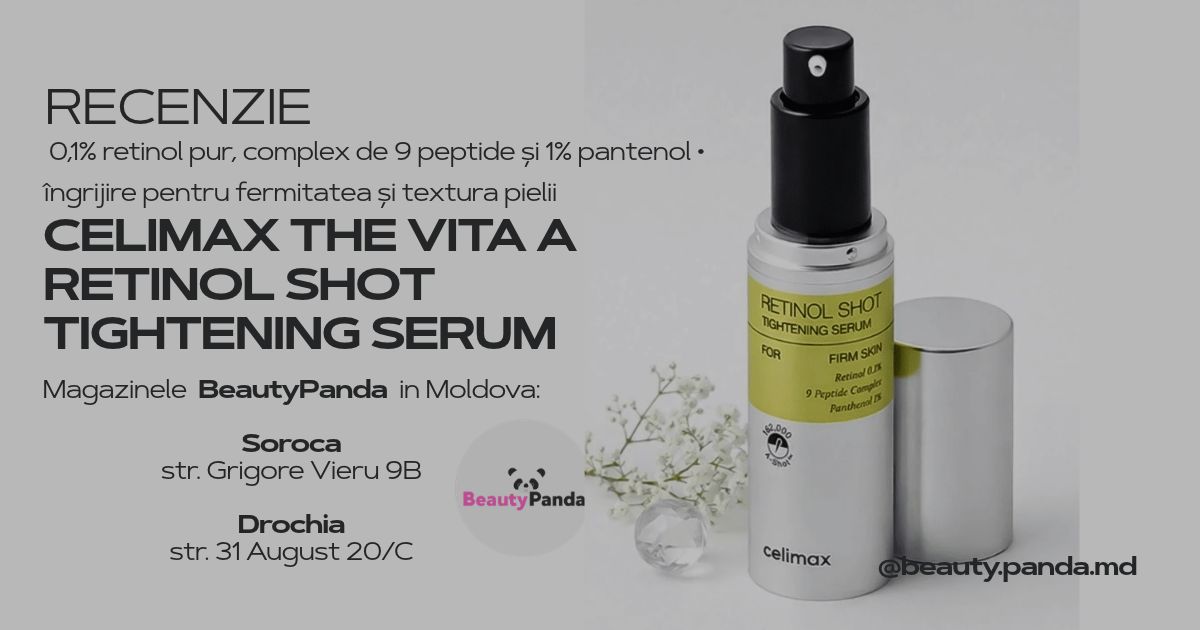 RECENZIE
0,1% retinol pur, complex de 9 peptide și 1% pantenol •
îngrijire pentru fermitatea și textura pielii
CELIMAX THE VITA A
RETINOL SHOT
TIGHTENING SERUM
Magazinele BeautyPanda in Moldova:
Soroca
str. Grigore Vieru 9B
Drochia
str. 31 August 20/C
BeautyPanda
RETINOL SHOT
TIGHTENING SERUM
FOR FIRM SKIN
Retinol 0.1%
9 Peptide Complex
Panthenol 1%
162,000
A-Shot™
celimax
@beauty.panda.md